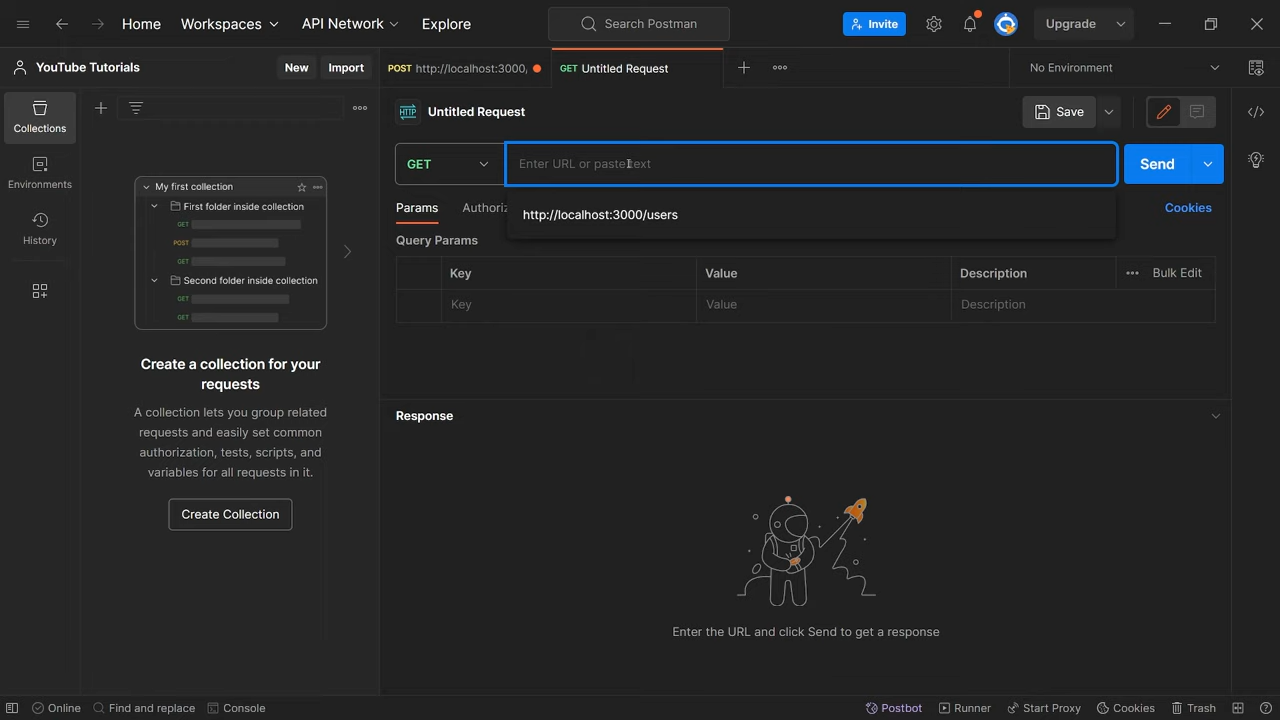 Home Workspaces API Network Explore Search Postman Invite Upgrade
YouTube Tutorials New Import POST http://localhost:3000/ GET Untitled Request No Environment
Collections
Environments
History
My first collection
First folder inside collection
GET
POST
GET
Second folder inside collection
GET
GET
Create a collection for your
requests
A collection lets you group related
requests and easily set common
authorization, tests, scripts, and
variables for all requests in it.
Create Collection
HTTP Untitled Request Save
GET Enter URL or paste text Send
http://localhost:3000/users
Params Authoriz Cookies
Query Params
Key Value Description Bulk Edit
Key Value Description
Response
Enter the URL and click Send to get a response
Online Find and replace Console Postbot Runner Start Proxy Cookies Trash